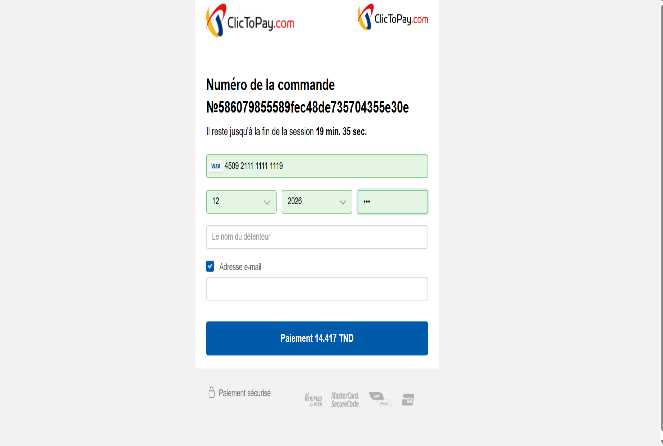 ClicToPay.com ClicToPay.com
Numéro de la commande
№586079855589fec48de735704355e30e
Il reste jusqu'à la fin de la session 19 min. 35 sec.
VISA 4509 2111 1111 1119
12 2026 •••
Le nom du détenteur
Adresse e-mail
Paiement 14.417 TND
Paiement sécurisé
Verified by VISA MasterCard.
SecureCode.